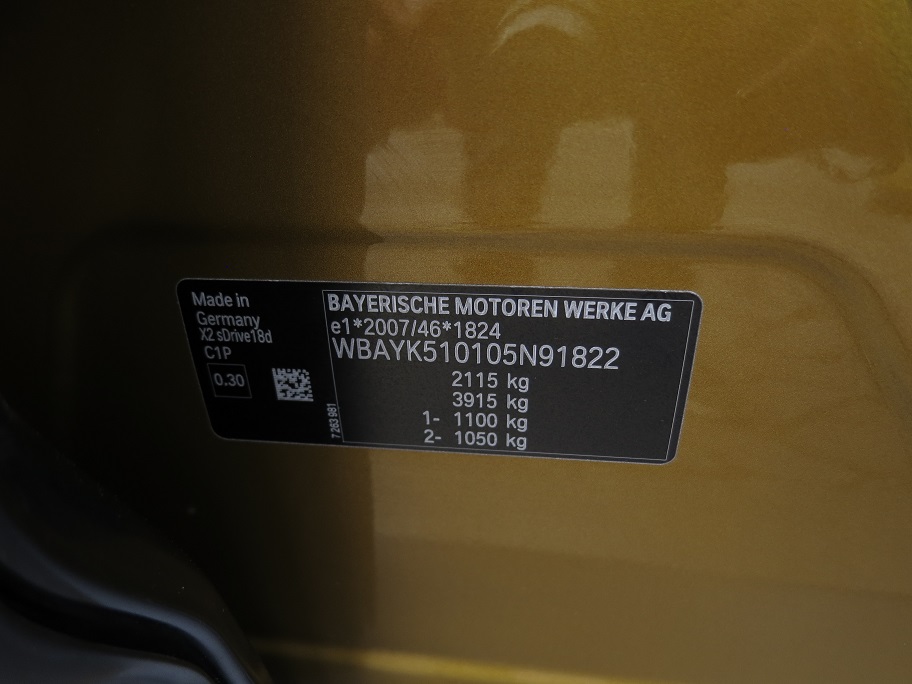 Made in
Germany
X2 sDrive18d
C1P
0.30
7 263 981
BAYERISCHE MOTOREN WERKE AG
e1*2007/46*1824
WBAYK510105N91822
2115 kg
3915 kg
1- 1100 kg
2- 1050 kg